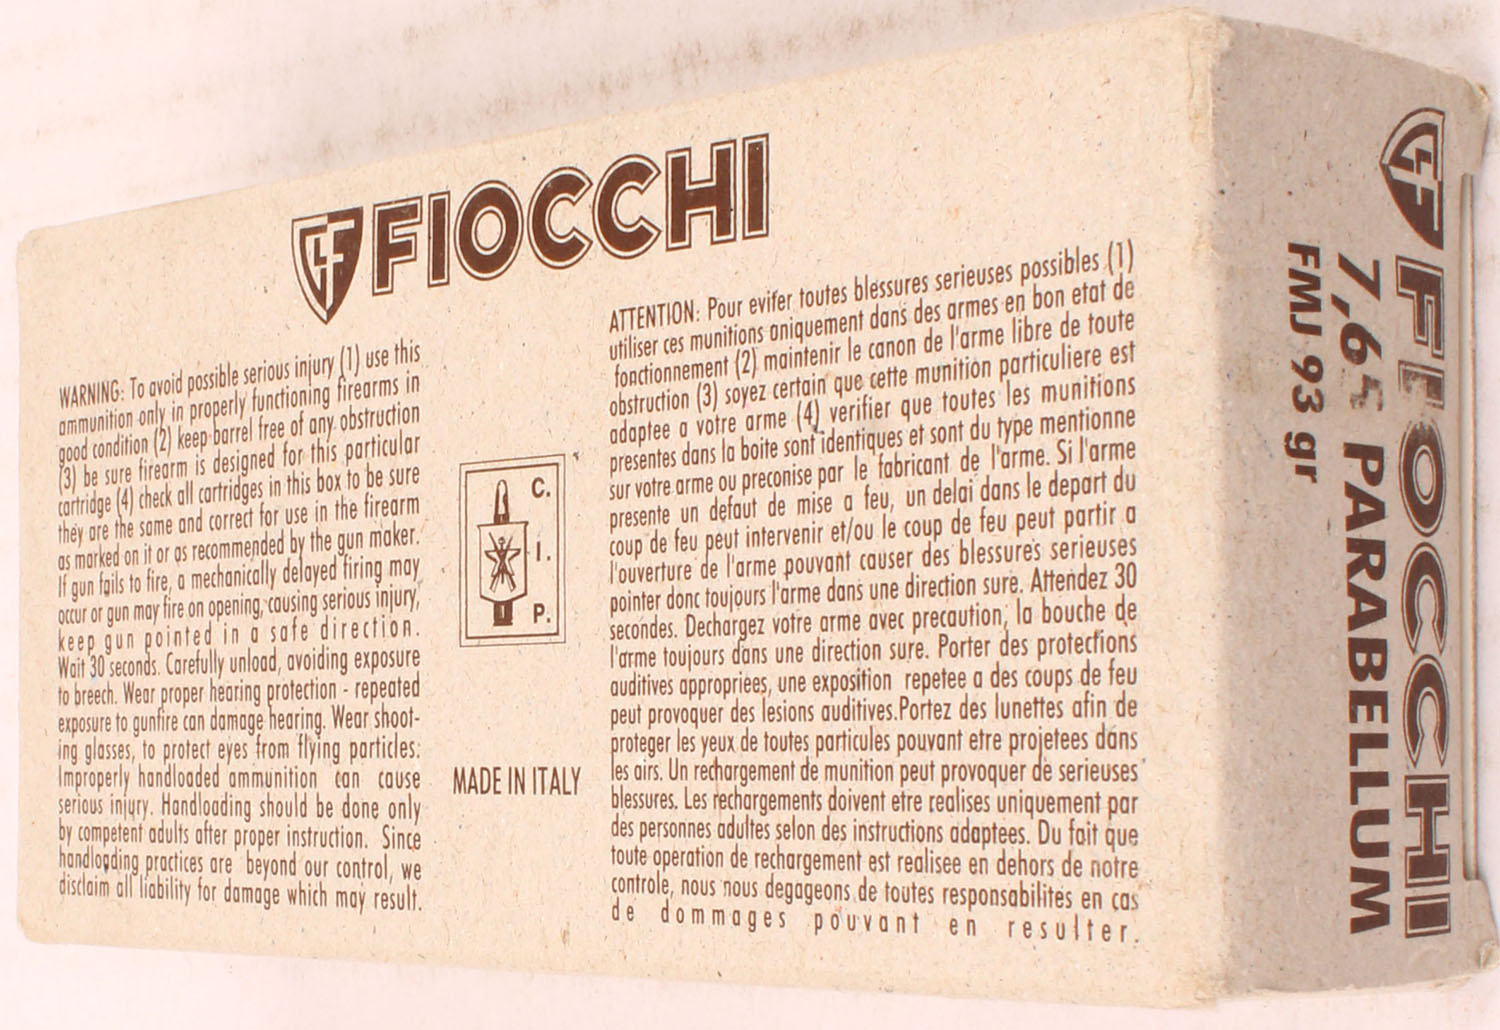 FIOCCHI
WARNING: To avoid possible serious injury (1) use this
ammunition only in properly functioning firearms in
good condition (2) keep barrel free of any obstruction
(3) be sure firearm is designed for this particular
cartridge (4) check all cartridges in this box to be sure
they are the same and correct for use in the firearm
as marked on it or as recommended by the gun maker.
If gun fails to fire, a mechanically delayed firing may
occur or gun may fire on opening, causing serious injury,
keep gun pointed in a safe direction.
Wait 30 seconds. Carefully unload, avoiding exposure
to breech. Wear proper hearing protection - repeated
exposure to gunfire can damage hearing. Wear shoot-
ing glasses, to protect eyes from flying particles.
Improperly handloaded ammunition can cause
serious injury. Handloading should be done only
by competent adults after proper instruction. Since
handloading practices are beyond our control, we
disclaim all liability for damage which may result.
C.
I.
P.
MADE IN ITALY
ATTENTION: Pour evifer toutes blessures serieuses possibles (1)
utiliser ces munitions aniquement dans des armes en bon etat de
fonctionnement (2) maintenir le canon de l'arme libre de toute
obstruction (3) soyez certain que cette munition particuliere est
adaptee a votre arme (4) verifier que toutes les munitions
presentes dans la boite sont identiques et sont du type mentionne
sur votre arme ou preconise par le fabricant de l'arme. Si l'arme
presente un defaut de mise a feu, un delai dans le depart du
coup de feu peut intervenir et/ou le coup de feu peut partir a
l'ouverture de l'arme pouvant causer des blessures serieuses
pointer donc toujours l'arme dans une direction sure. Attendez 30
secondes. Dechargez votre arme avec precaution, la bouche de
l'arme toujours dans une direction sure. Porter des protections
auditives appropriees, une exposition repetee a des coups de feu
peut provoquer des lesions auditives.Portez des lunettes afin de
proteger les yeux de toutes particules pouvant etre projetees dans
les airs. Un rechargement de munition peut provoquer de serieuses
blessures. Les rechargements doivent etre realises uniquement par
des personnes adultes selon des instructions adaptees. Du fait que
toute operation de rechargement est realisee en dehors de notre
controle, nous nous degageons de toutes responsabilites en cas
de dommages pouvant en resulter.
FIOCCHI
7,65 PARABELLUM
FMJ 93 gr